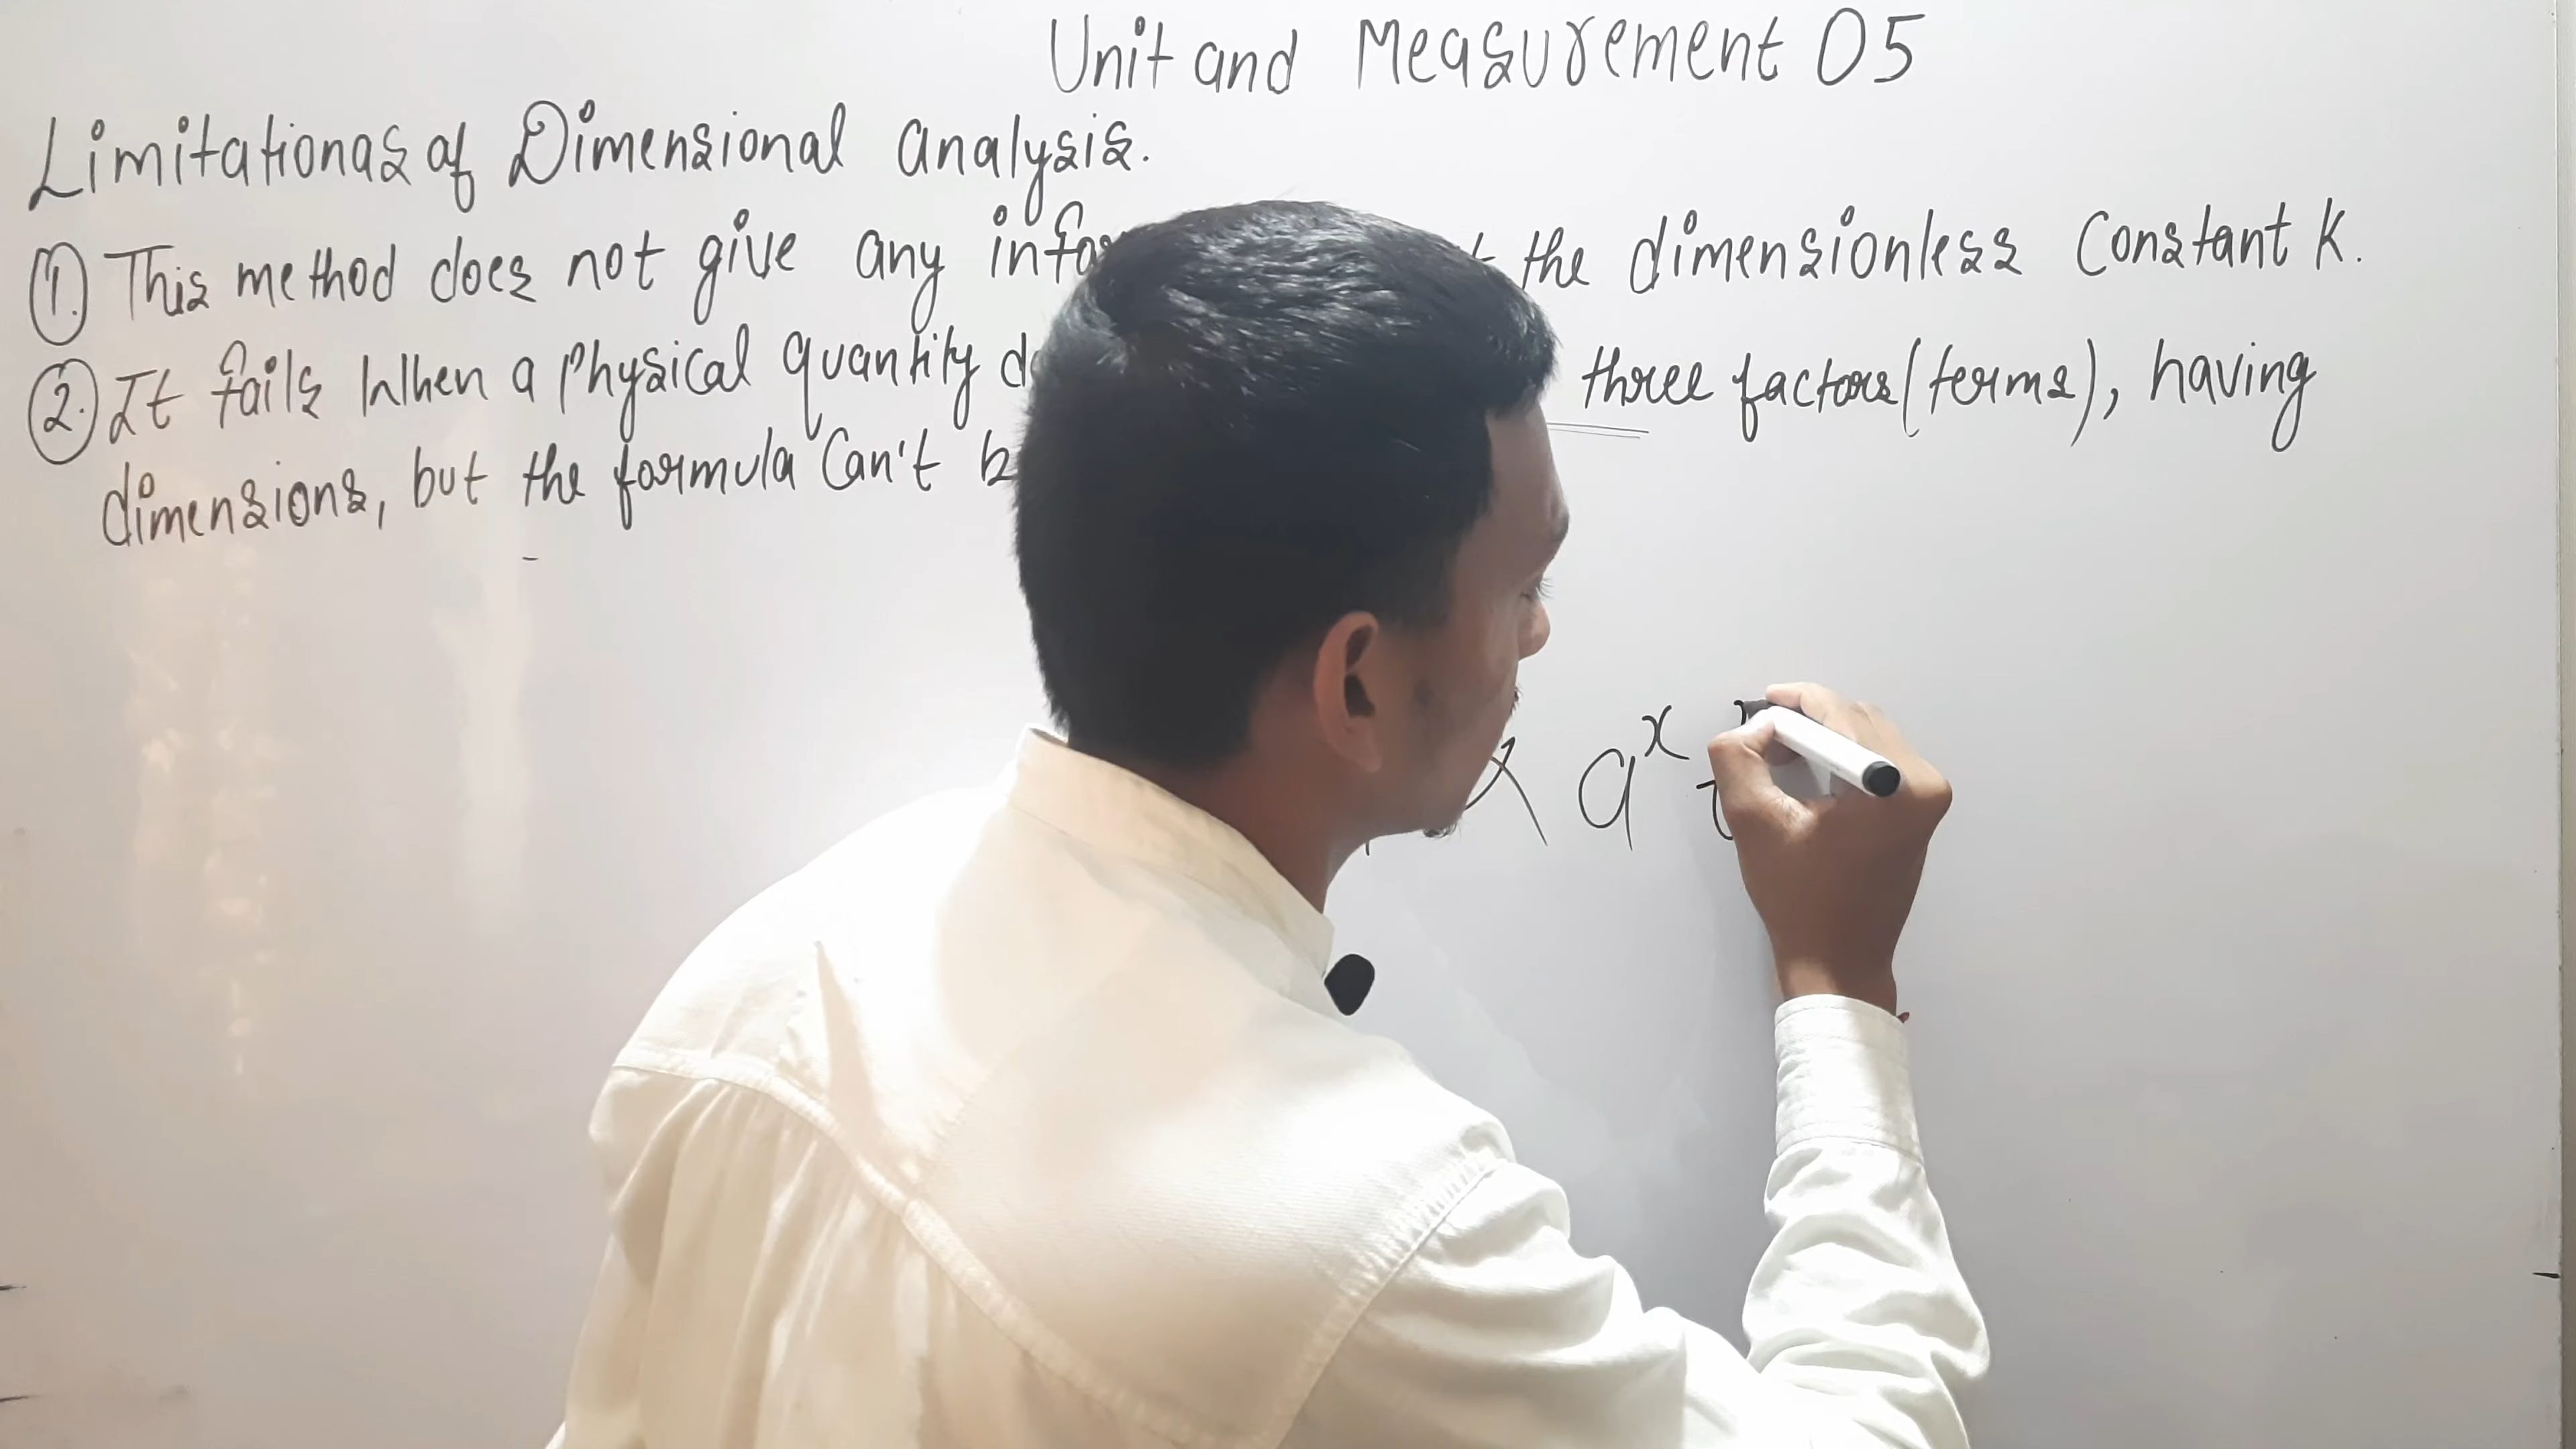 Unit and Measurement 05
Limitationas of Dimensional analysis.
1. This method does not give any the dimensionless Constant K.
2. It fails When a Physical quantity three factors (terms), having
dimensions, but the formula Can't
α a^x